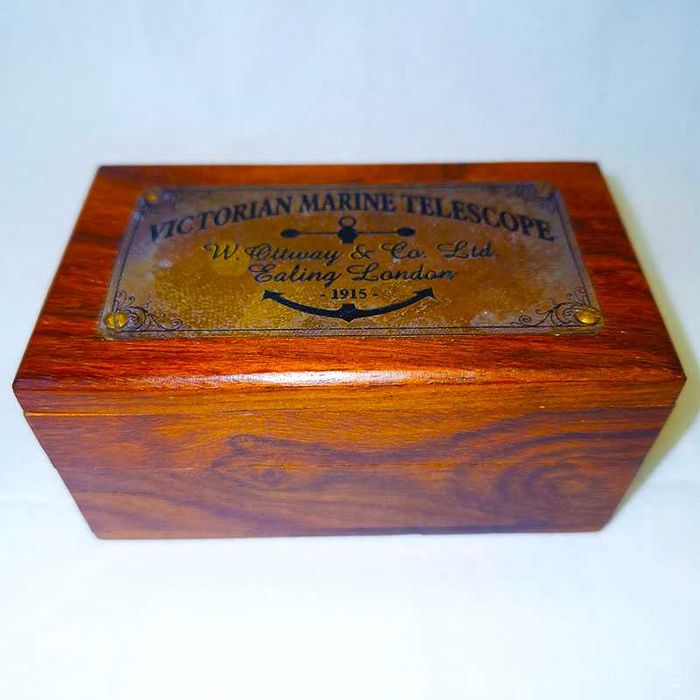 VICTORIAN MARINE TELESCOPE
W. Ottway & Co. Ltd.
Ealing London
- 1915 -